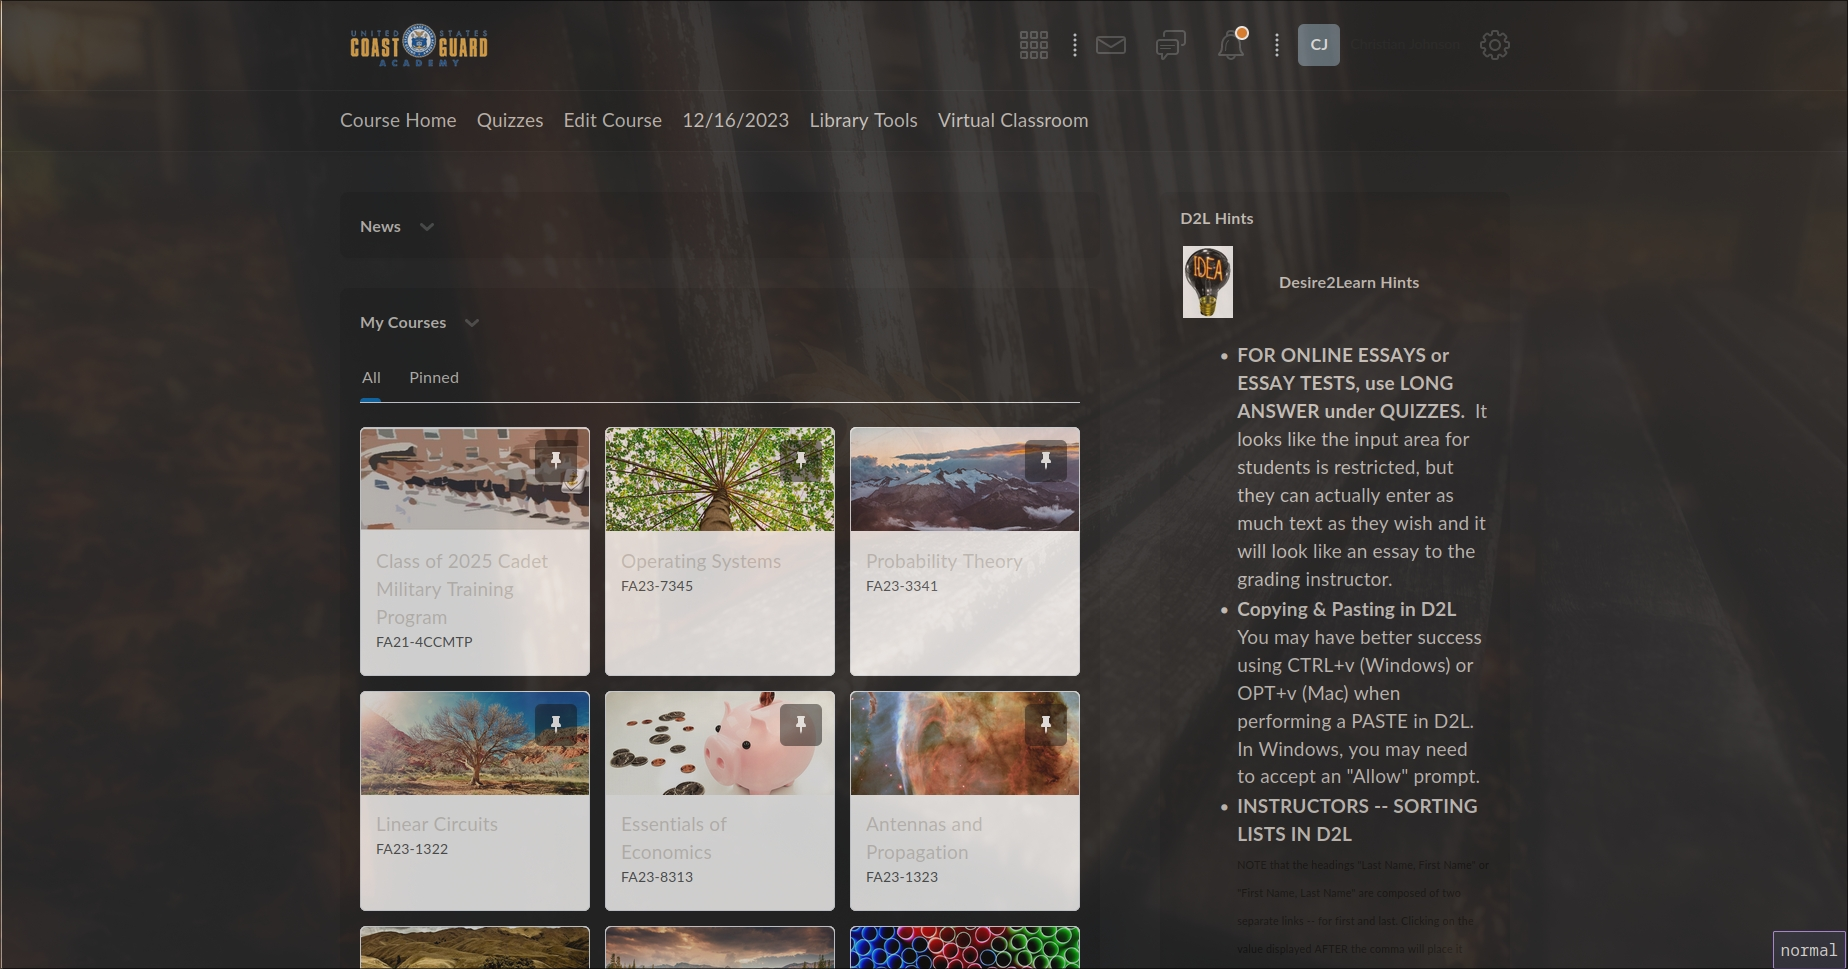 UNITED STATES
COAST GUARD
ACADEMY
CJ
Course Home Quizzes Edit Course 12/16/2023 Library Tools Virtual Classroom
News
My Courses
All Pinned
Class of 2025 Cadet
Military Training
Program
FA21-4CCMTP
Operating Systems
FA23-7345
Probability Theory
FA23-3341
Linear Circuits
FA23-1322
Essentials of
Economics
FA23-8313
Antennas and
Propagation
FA23-1323
D2L Hints
IDEA
Desire2Learn Hints
• FOR ONLINE ESSAYS or
ESSAY TESTS, use LONG
ANSWER under QUIZZES. It
looks like the input area for
students is restricted, but
they can actually enter as
much text as they wish and it
will look like an essay to the
grading instructor.
• Copying & Pasting in D2L
You may have better success
using CTRL+v (Windows) or
OPT+v (Mac) when
performing a PASTE in D2L.
In Windows, you may need
to accept an "Allow" prompt.
• INSTRUCTORS -- SORTING
LISTS IN D2L
NOTE that the headings "Last Name, First Name" or
"First Name, Last Name" are composed of two
separate links -- for first and last. Clicking on the
value displayed AFTER the comma will place it
normal